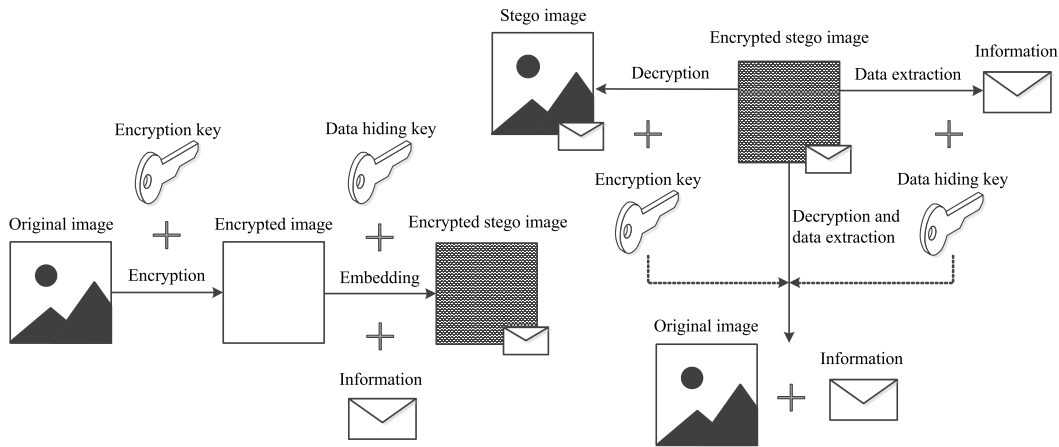 Encryption key
Data hiding key
Original image
Encrypted image
Encrypted stego image
Encryption
Embedding
Information
Stego image
Encrypted stego image
Information
Decryption
Data extraction
Encryption key
Data hiding key
Decryption and
data extraction
Original image
Information